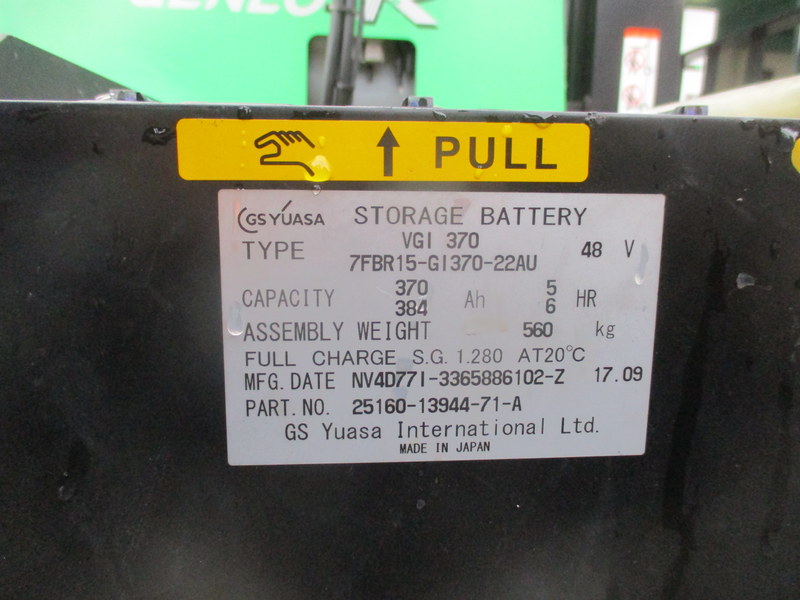 GENEO-R
PULL
GS YUASA STORAGE BATTERY
TYPE VGI 370 48 V
7FBR15-GI370-22AU
CAPACITY 370 Ah 5 HR
384 6
ASSEMBLY WEIGHT 560 kg
FULL CHARGE S.G. 1.280 AT20°C
MFG. DATE NV4D77I-3365886102-Z 17.09
PART. NO. 25160-13944-71-A
GS Yuasa International Ltd.
MADE IN JAPAN